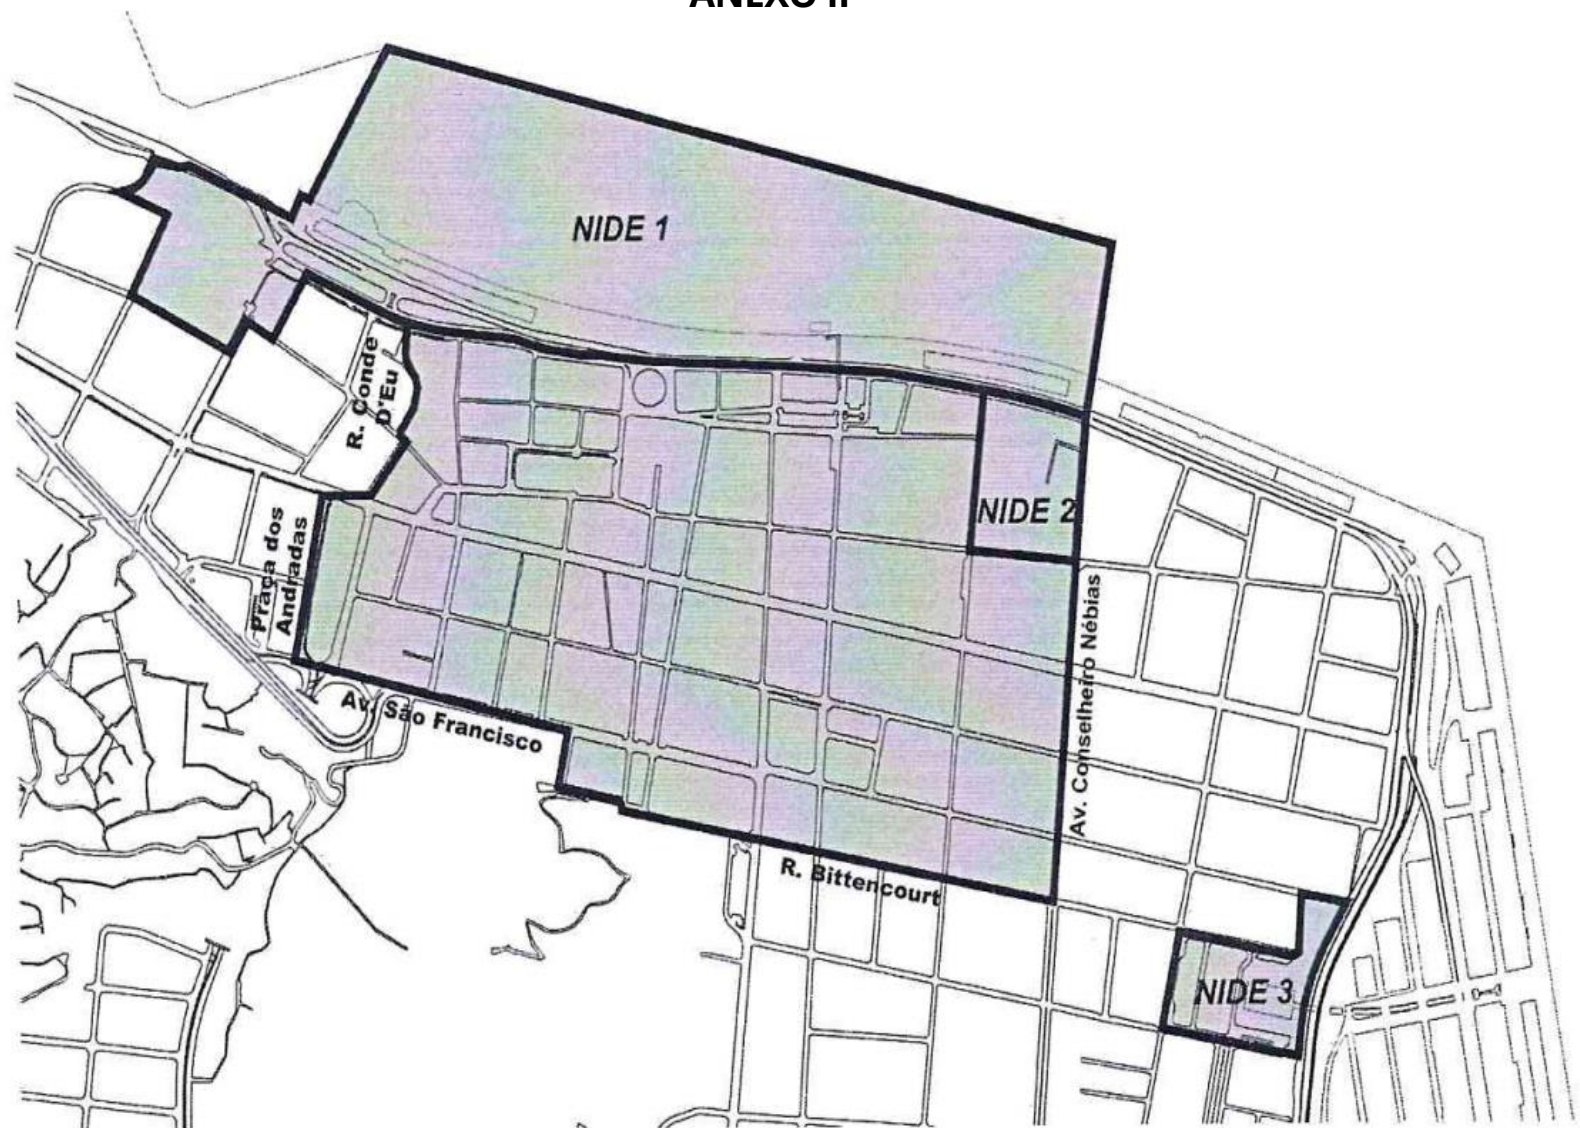 ANEXO II
NIDE 1
R. Conde
D'Eu
NIDE 2
Praça dos
Andradas
Av. São Francisco
Av. Conselheiro Nébias
R. Bittencourt
NIDE 3